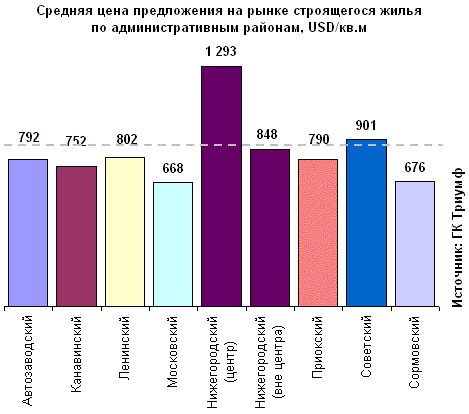 Средняя цена предложения на рынке строящегося жилья
по административным районам, USD/кв.м
792
752
802
668
1 293
848
790
901
676
Автозаводский
Канавинский
Ленинский
Московский
Нижегородский
(центр)
Нижегородский
(вне центра)
Приокский
Советский
Сормовский
Источник: ГК Триумф